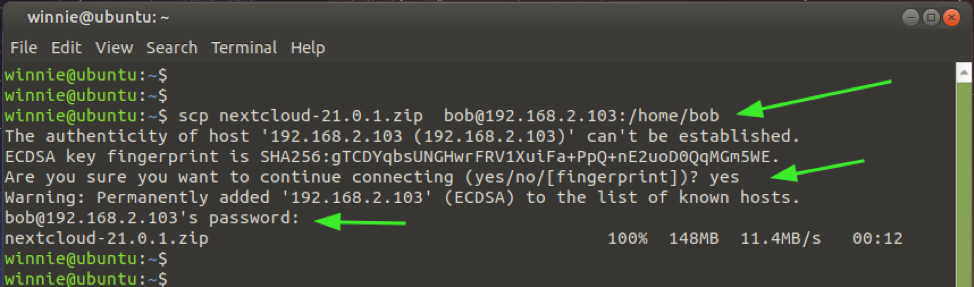 winnie@ubuntu: ~
File Edit View Search Terminal Help
winnie@ubuntu:~$
winnie@ubuntu:~$
winnie@ubuntu:~$ scp nextcloud-21.0.1.zip  bob@192.168.2.103:/home/bob
The authenticity of host '192.168.2.103 (192.168.2.103)' can't be established.
ECDSA key fingerprint is SHA256:gTCDYqbsUNGHwrFRV1XuiFa+PpQ+nE2uoD0QqMGm5WE.
Are you sure you want to continue connecting (yes/no/[fingerprint])? yes
Warning: Permanently added '192.168.2.103' (ECDSA) to the list of known hosts.
bob@192.168.2.103's password:
nextcloud-21.0.1.zip 100% 148MB 11.4MB/s 00:12
winnie@ubuntu:~$
winnie@ubuntu:~$